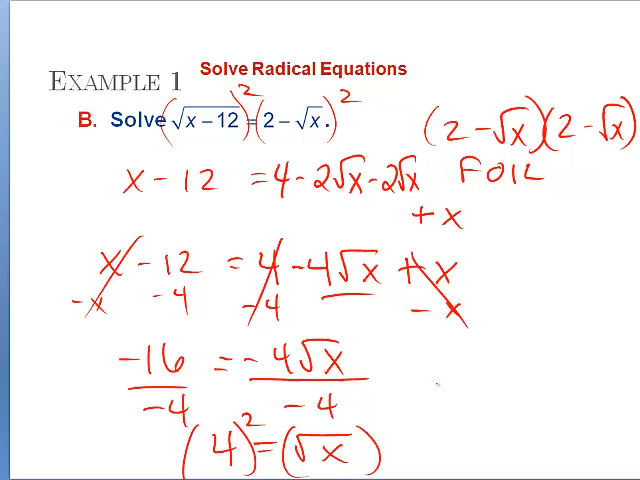 EXAMPLE 1
Solve Radical Equations
B. Solve (√x − 12)² = (2 − √x.)² (2 − √x)(2 − √x)
x − 12 = 4 − 2√x − 2√x FOIL
+ x
x − 12 = 4 − 4√x + x
− x − 4 − 4 − x
−16 = − 4√x
−4 − 4
(4)² = (√x)